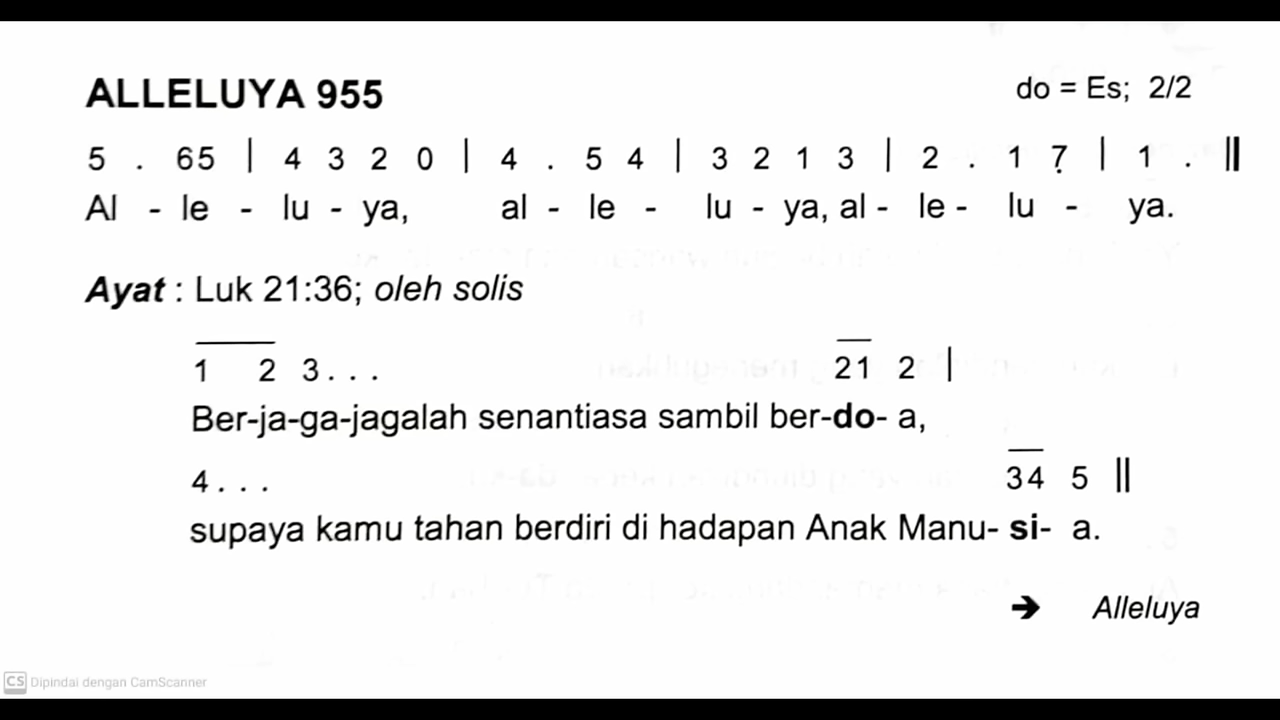 ALLELUYA 955 do = Es; 2/2
5 . 65 | 4 3 2 0 | 4 . 5 4 | 3 2 1 3 | 2 . 1 7̣ | 1 . ||
Al - le - lu - ya, al - le - lu - ya, al - le - lu - ya.
Ayat : Luk 21:36; oleh solis
1 2 3 . . . 21 2 |
Ber-ja-ga-jagalah senantiasa sambil ber-do- a,
4 . . . 34 5 ||
supaya kamu tahan berdiri di hadapan Anak Manu- si- a.
➔ Alleluya
CS Dipindai dengan CamScanner